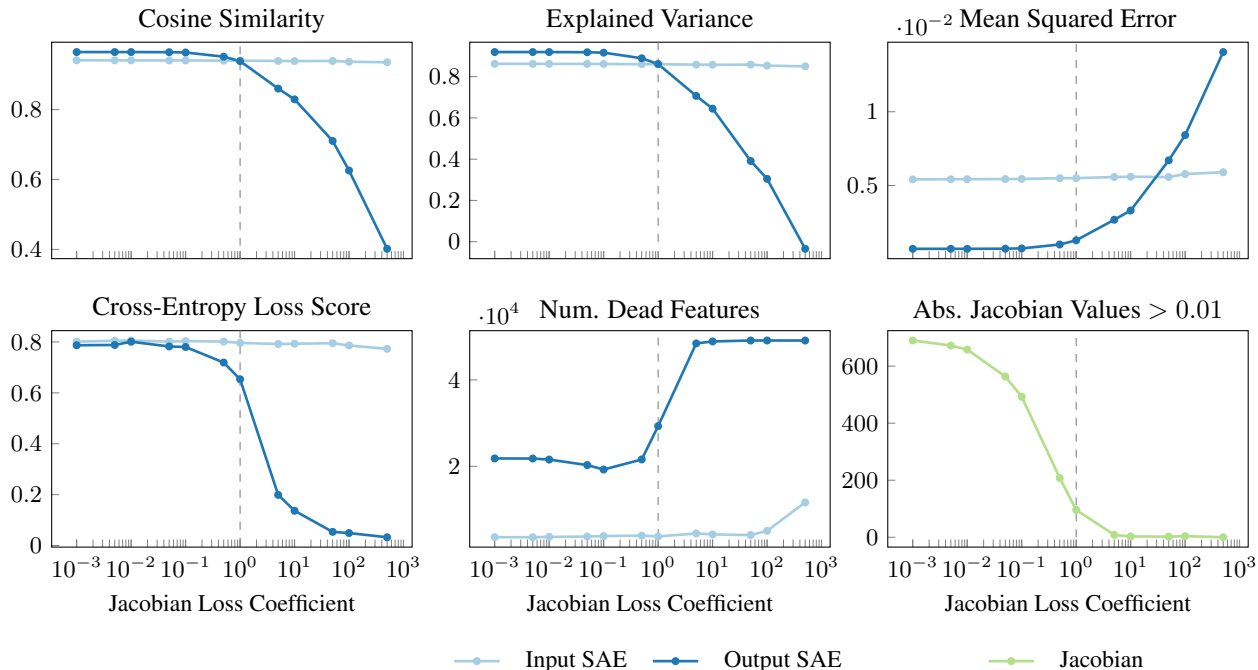 Cosine Similarity
0.8
0.6
0.4
Explained Variance
0.8
0.6
0.4
0.2
0
·10⁻² Mean Squared Error
1
0.5
Cross-Entropy Loss Score
0.8
0.6
0.4
0.2
0
10⁻³ 10⁻² 10⁻¹ 10⁰ 10¹ 10² 10³
Jacobian Loss Coefficient
·10⁴ Num. Dead Features
4
2
10⁻³ 10⁻² 10⁻¹ 10⁰ 10¹ 10² 10³
Jacobian Loss Coefficient
Abs. Jacobian Values > 0.01
600
400
200
0
10⁻³ 10⁻² 10⁻¹ 10⁰ 10¹ 10² 10³
Jacobian Loss Coefficient
Input SAE Output SAE Jacobian